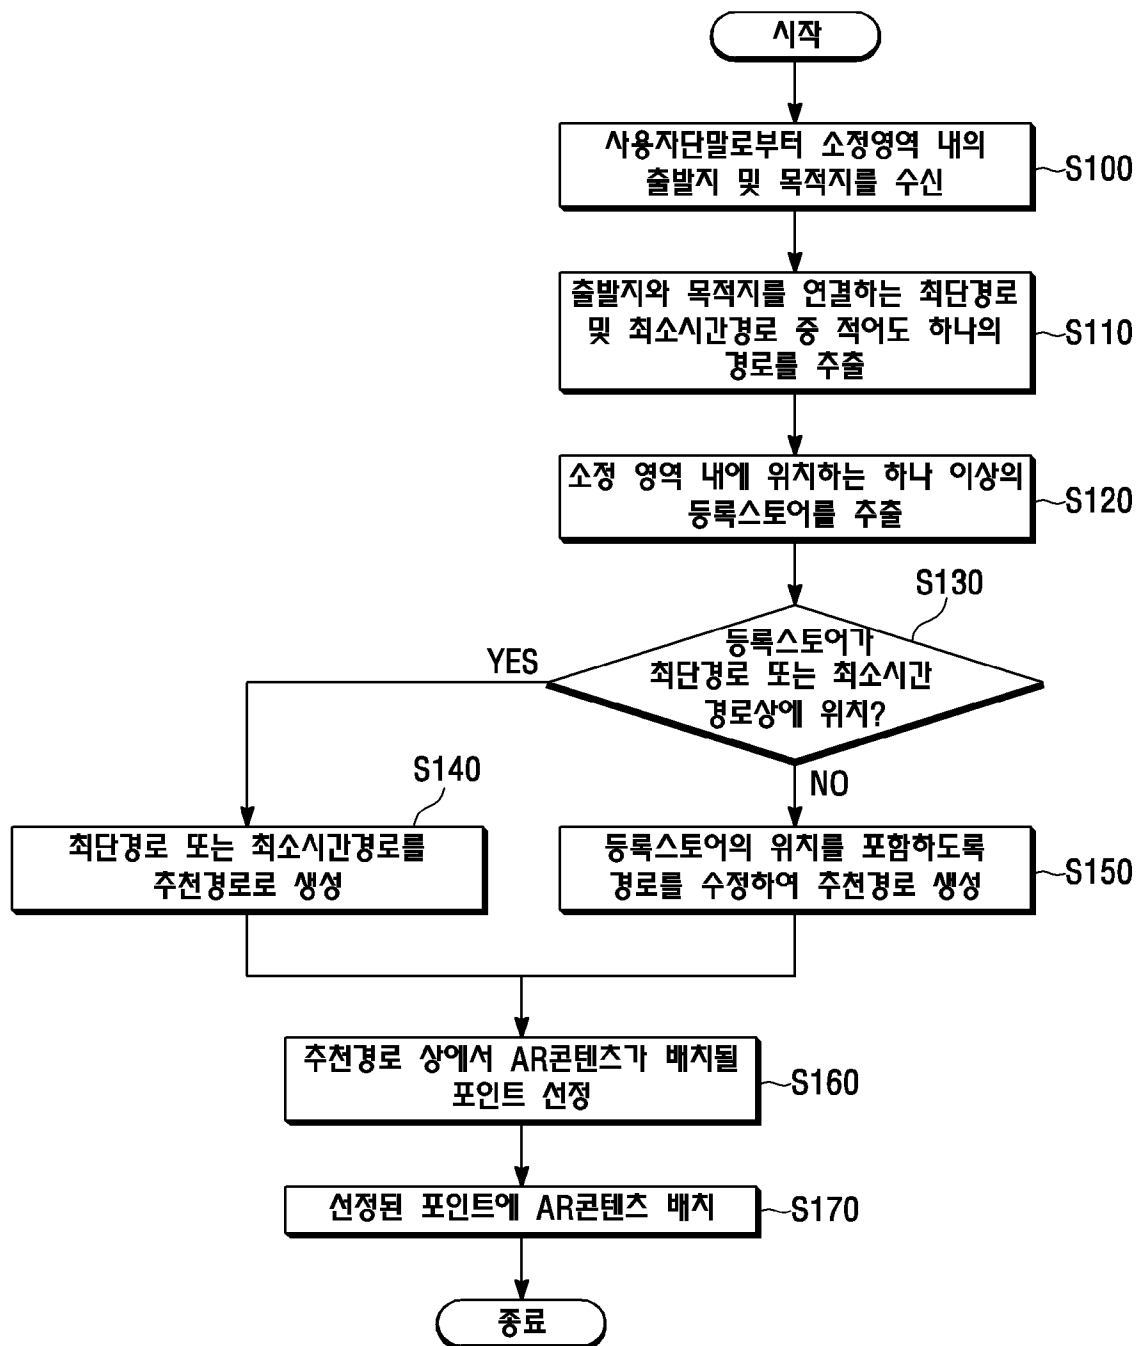 시작
사용자단말로부터 소정영역 내의
출발지 및 목적지를 수신
S100
출발지와 목적지를 연결하는 최단경로
및 최소시간경로 중 적어도 하나의
경로를 추출
S110
소정 영역 내에 위치하는 하나 이상의
등록스토어를 추출
S120
S130
등록스토어가
최단경로 또는 최소시간
경로상에 위치?
YES
NO
S140
최단경로 또는 최소시간경로를
추천경로로 생성
등록스토어의 위치를 포함하도록
경로를 수정하여 추천경로 생성
S150
추천경로 상에서 AR콘텐츠가 배치될
포인트 선정
S160
선정된 포인트에 AR콘텐츠 배치
S170
종료